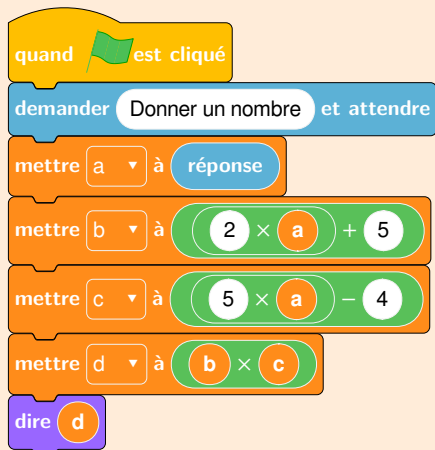 quand est cliqué
demander Donner un nombre et attendre
mettre a à réponse
mettre b à 2 × a + 5
mettre c à 5 × a − 4
mettre d à b × c
dire d